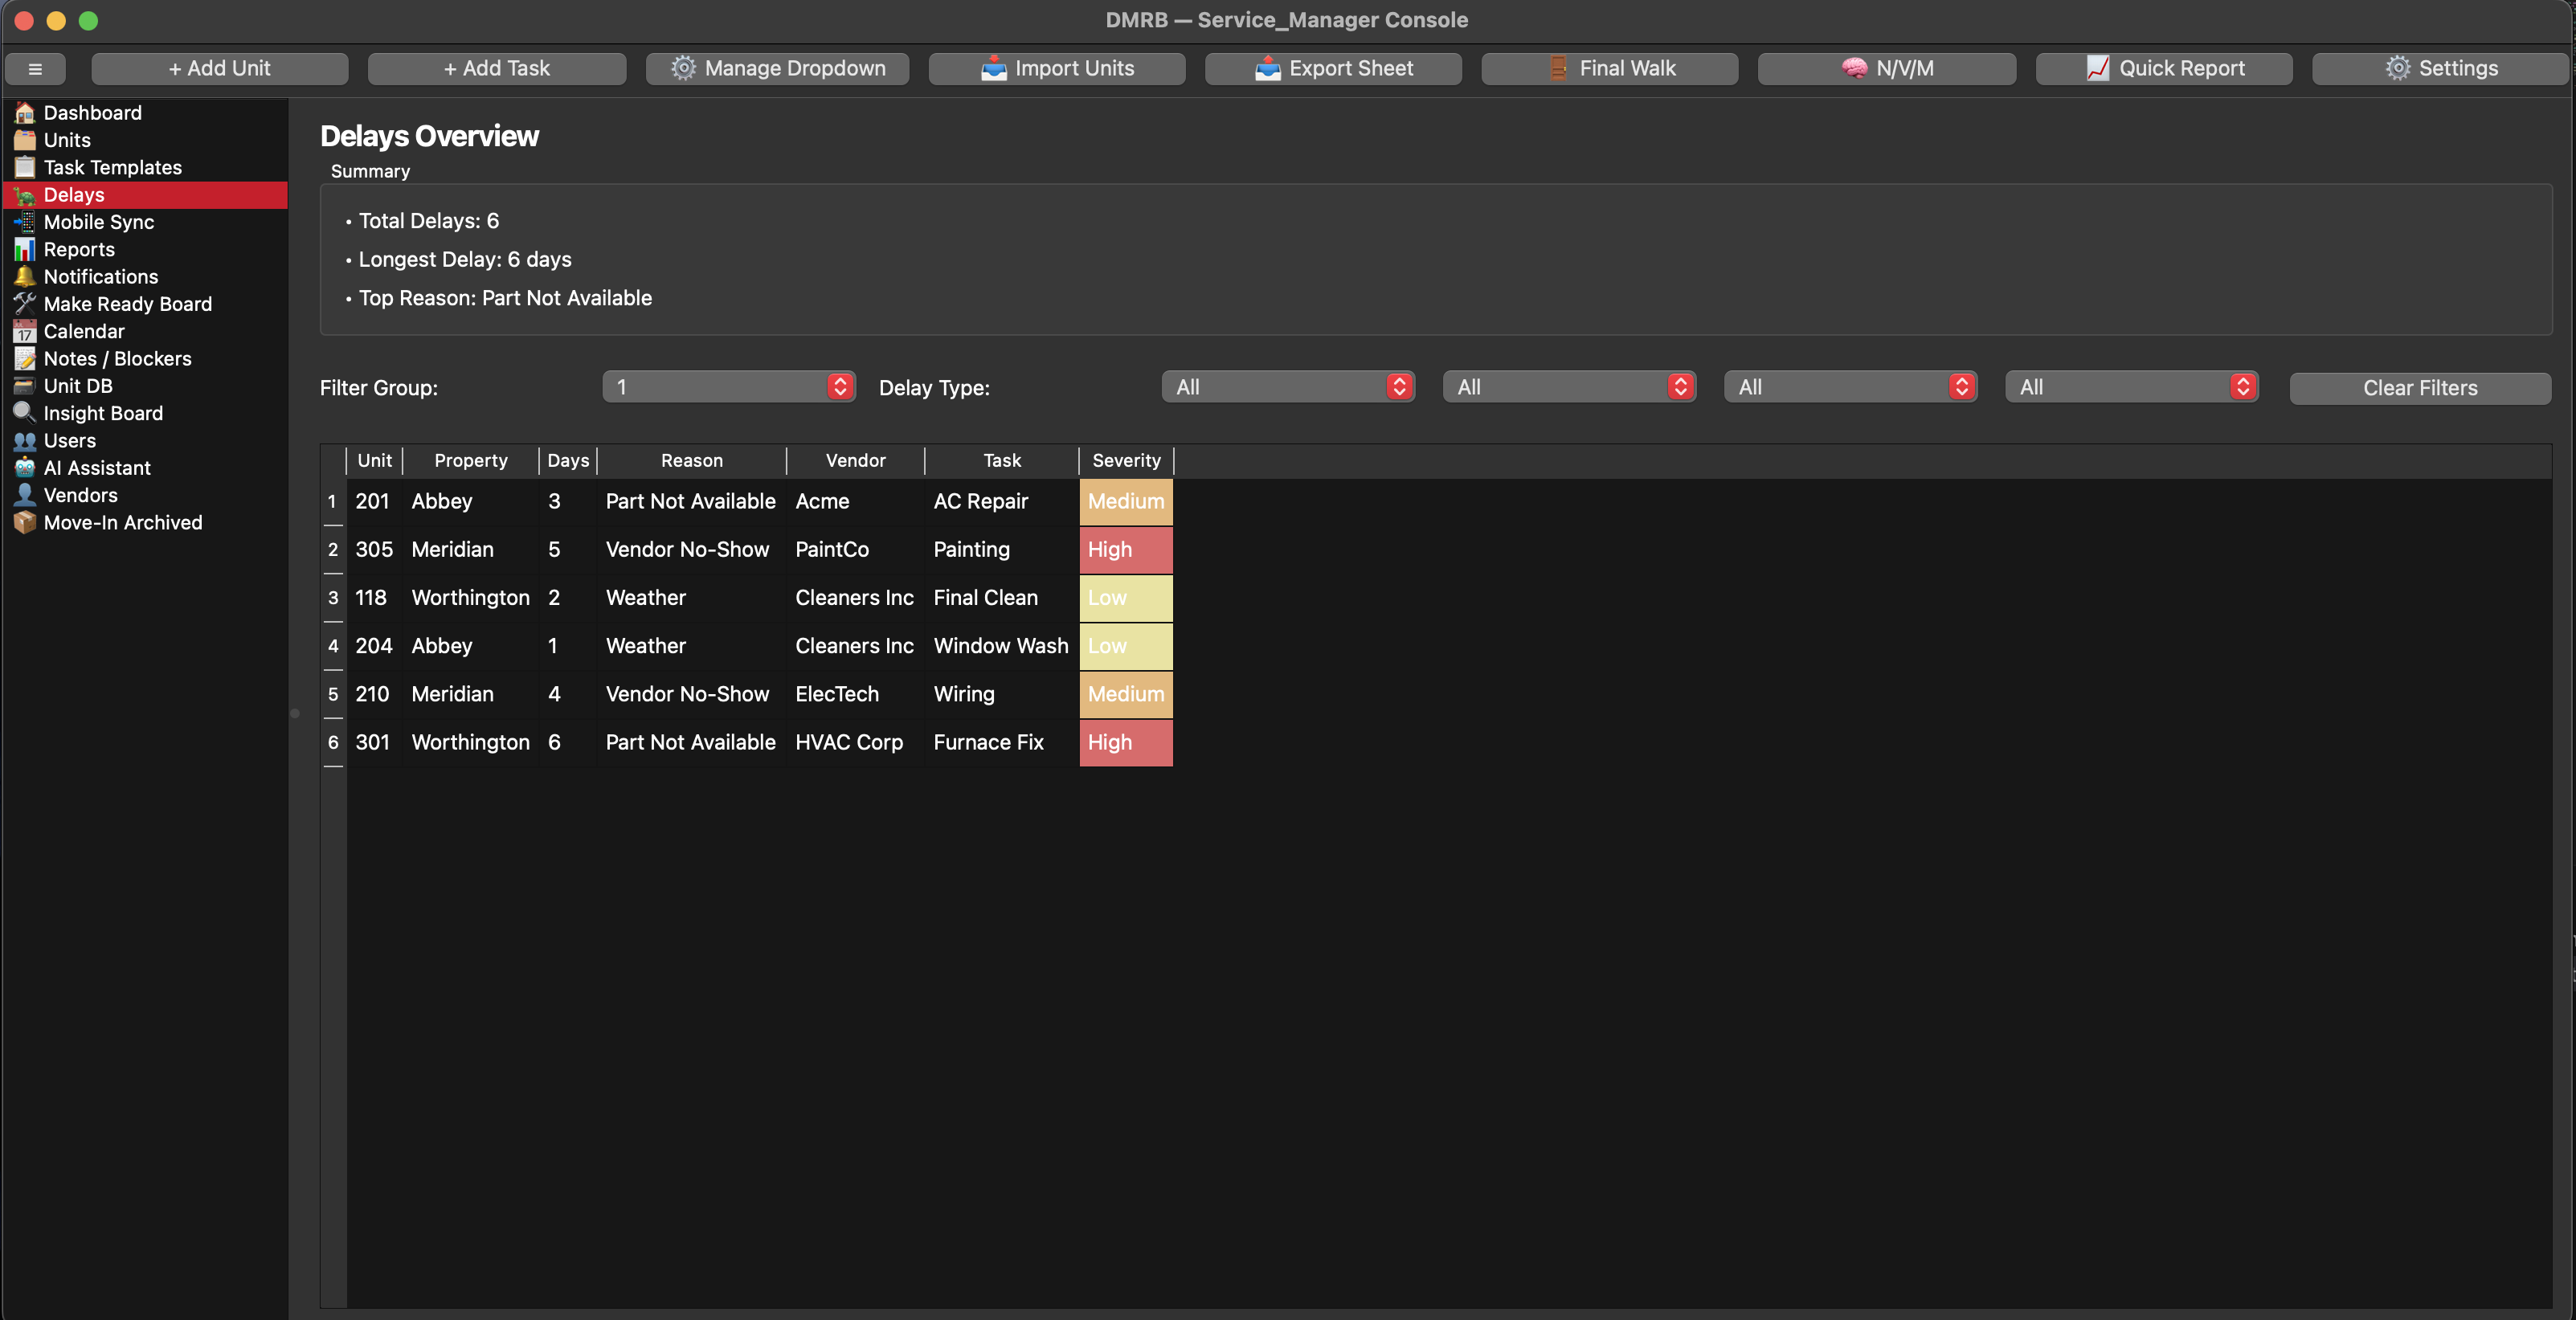 DMRB — Service_Manager Console
≡ + Add Unit + Add Task Manage Dropdown Import Units Export Sheet Final Walk N/V/M Quick Report Settings
Dashboard
Units
Task Templates
Delays
Mobile Sync
Reports
Notifications
Make Ready Board
Calendar
Notes / Blockers
Unit DB
Insight Board
Users
AI Assistant
Vendors
Move-In Archived
Delays Overview
Summary
• Total Delays: 6
• Longest Delay: 6 days
• Top Reason: Part Not Available
Filter Group: 1 Delay Type: All All All All Clear Filters
Unit Property Days Reason Vendor Task Severity
1 201 Abbey 3 Part Not Available Acme AC Repair Medium
2 305 Meridian 5 Vendor No-Show PaintCo Painting High
3 118 Worthington 2 Weather Cleaners Inc Final Clean Low
4 204 Abbey 1 Weather Cleaners Inc Window Wash Low
5 210 Meridian 4 Vendor No-Show ElecTech Wiring Medium
6 301 Worthington 6 Part Not Available HVAC Corp Furnace Fix High